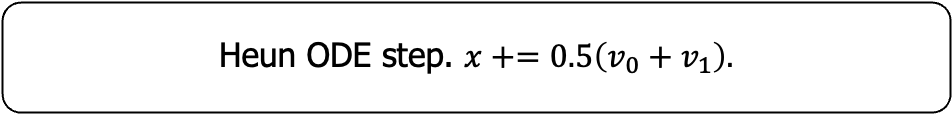 Heun ODE step. x += 0.5(v₀ + v₁).